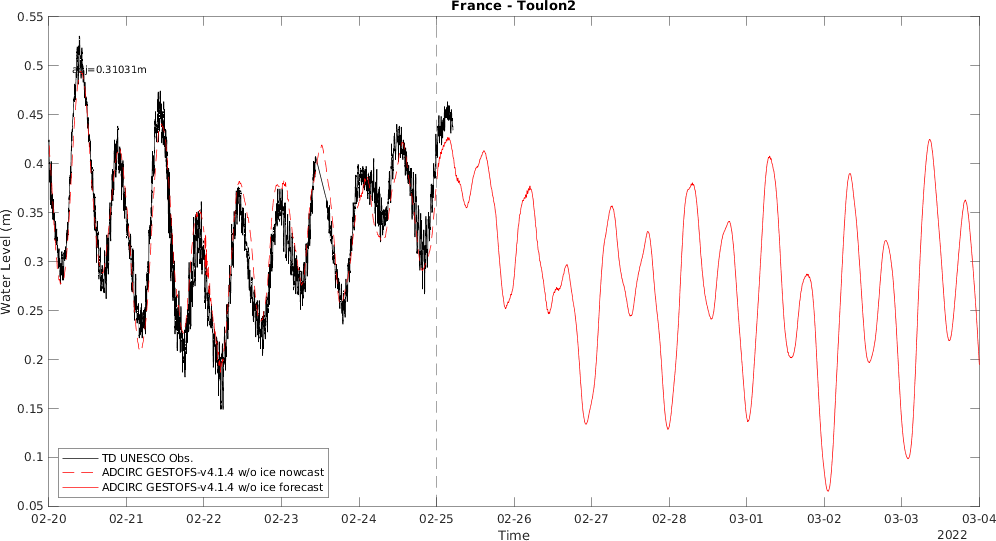 France - Toulon2
0.55
0.5
0.45
0.4
0.35
0.3
0.25
0.2
0.15
0.1
0.05
Water Level (m)
adj=0.31031m
TD UNESCO Obs.
ADCIRC GESTOFS-v4.1.4 w/o ice nowcast
ADCIRC GESTOFS-v4.1.4 w/o ice forecast
02-20 02-21 02-22 02-23 02-24 02-25 02-26 02-27 02-28 03-01 03-02 03-03 03-04
Time
2022